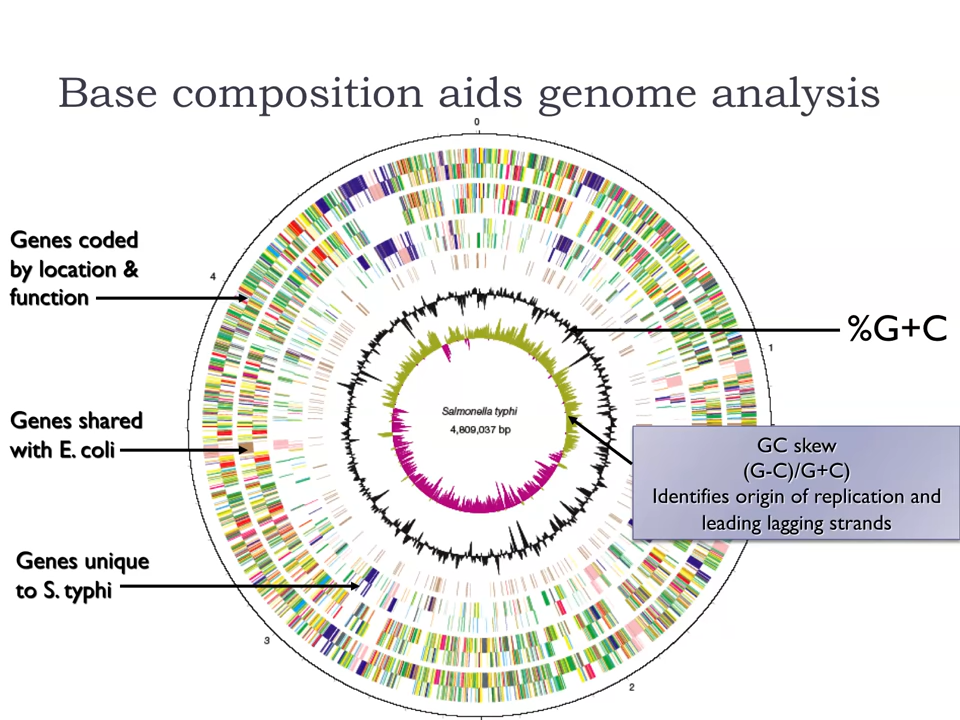 Base composition aids genome analysis
0
Genes coded
by location &
function
4
%G+C
1
Genes shared
with E. coli
Salmonella typhi
4,809,037 bp
GC skew
(G-C)/G+C)
Identifies origin of replication and
leading lagging strands
Genes unique
to S. typhi
3
2